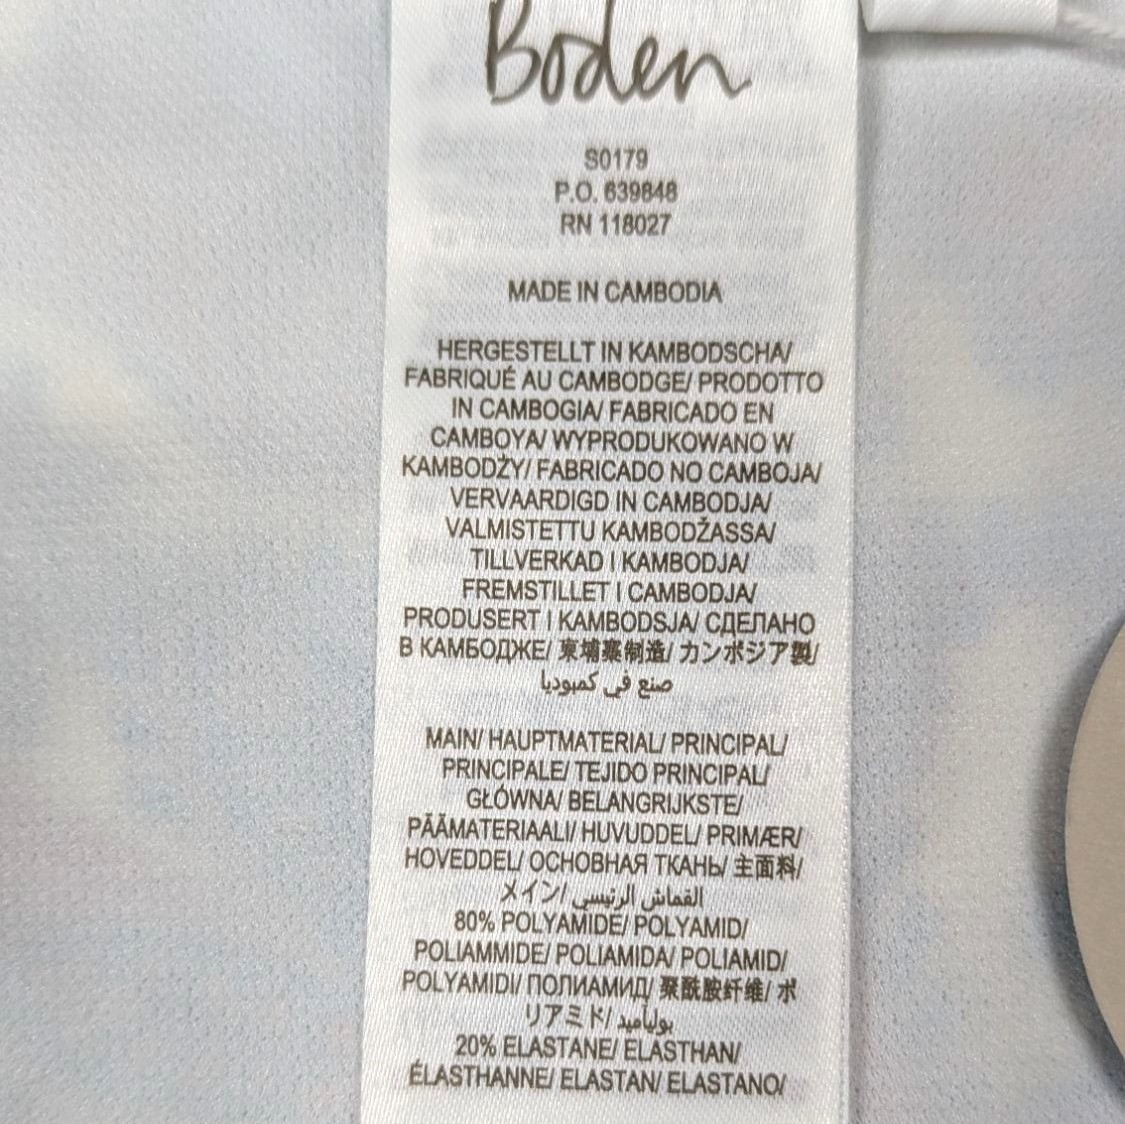 Boden
S0179
P.O. 639848
RN 118027
MADE IN CAMBODIA
HERGESTELLT IN KAMBODSCHA/
FABRIQUÉ AU CAMBODGE/ PRODOTTO
IN CAMBOGIA/ FABRICADO EN
CAMBOYA/ WYPRODUKOWANO W
KAMBODŻY/ FABRICADO NO CAMBOJA/
VERVAARDIGD IN CAMBODJA/
VALMISTETTU KAMBODŽASSA/
TILLVERKAD I KAMBODJA/
FREMSTILLET I CAMBODJA/
PRODUSERT I KAMBODSJA/ СДЕЛАНО
В КАМБОДЖЕ/ 柬埔寨制造/ カンボジア製/
صنع في كمبوديا
MAIN/ HAUPTMATERIAL/ PRINCIPAL/
PRINCIPALE/ TEJIDO PRINCIPAL/
GŁÓWNA/ BELANGRIJKSTE/
PÄÄMATERIAALI/ HUVUDDEL/ PRIMÆR/
HOVEDDEL/ ОСНОВНАЯ ТКАНЬ/ 主面料/
メイン/ القماش الرئيسي
80% POLYAMIDE/ POLYAMID/
POLIAMMIDE/ POLIAMIDA/ POLIAMID/
POLYAMIDI/ ПОЛИАМИД/ 聚酰胺纤维/ ポ
リアミド/ بولياميد
20% ELASTANE/ ELASTHAN/
ÉLASTHANNE/ ELASTAN/ ELASTANO/